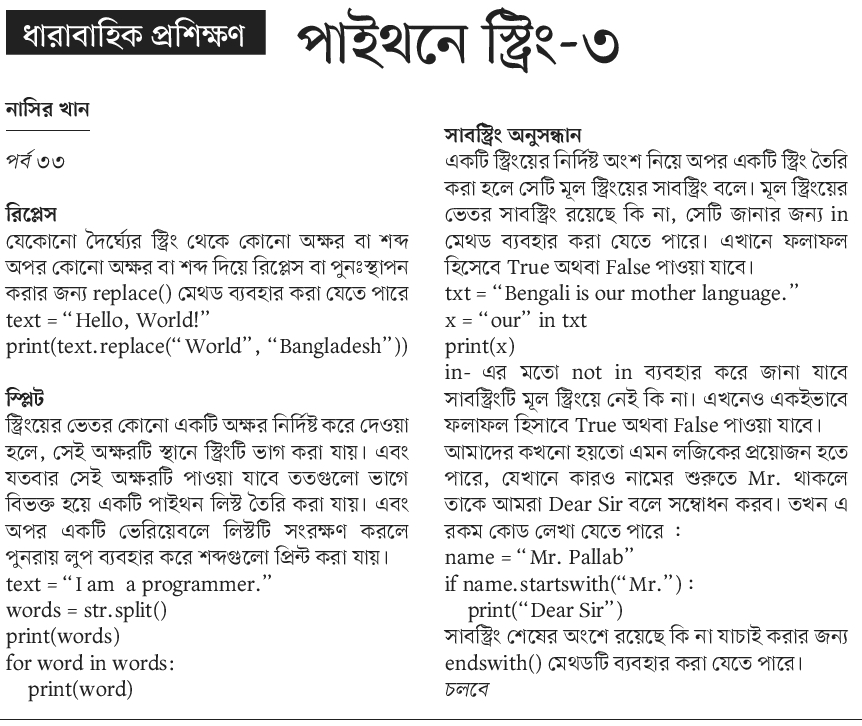 ধারাবাহিক প্রশিক্ষণ
পাইথনে স্ট্রিং-৩
নাসির খান
পর্ব ৩৩
রিপ্লেস
যেকোনো দৈর্ঘ্যের স্ট্রিং থেকে কোনো অক্ষর বা শব্দ
অপর কোনো অক্ষর বা শব্দ দিয়ে রিপ্লেস বা পুনঃস্থাপন
করার জন্য replace() মেথড ব্যবহার করা যেতে পারে
text = “Hello, World!”
print(text.replace(“World”, “Bangladesh”))
স্প্লিট
স্ট্রিংয়ের ভেতর কোনো একটি অক্ষর নির্দিষ্ট করে দেওয়া
হলে, সেই অক্ষরটি স্থানে স্ট্রিংটি ভাগ করা যায়। এবং
যতবার সেই অক্ষরটি পাওয়া যাবে ততগুলো ভাগে
বিভক্ত হয়ে একটি পাইথন লিস্ট তৈরি করা যায়। এবং
অপর একটি ভেরিয়েবলে লিস্টটি সংরক্ষণ করলে
পুনরায় লুপ ব্যবহার করে শব্দগুলো প্রিন্ট করা যায়।
text = “I am  a programmer.”
words = str.split()
print(words)
for word in words:
    print(word)
সাবস্ট্রিং অনুসন্ধান
একটি স্ট্রিংয়ের নির্দিষ্ট অংশ নিয়ে অপর একটি স্ট্রিং তৈরি
করা হলে সেটি মূল স্ট্রিংয়ের সাবস্ট্রিং বলে। মূল স্ট্রিংয়ের
ভেতর সাবস্ট্রিং রয়েছে কি না, সেটি জানার জন্য in
মেথড ব্যবহার করা যেতে পারে। এখানে ফলাফল
হিসেবে True অথবা False পাওয়া যাবে।
txt = “Bengali is our mother language.”
x = “our” in txt
print(x)
in- এর মতো not in ব্যবহার করে জানা যাবে
সাবস্ট্রিংটি মূল স্ট্রিংয়ে নেই কি না। এখনেও একইভাবে
ফলাফল হিসাবে True অথবা False পাওয়া যাবে।
আমাদের কখনো হয়তো এমন লজিকের প্রয়োজন হতে
পারে, যেখানে কারও নামের শুরুতে Mr. থাকলে
তাকে আমরা Dear Sir বলে সম্বোধন করব। তখন এ
রকম কোড লেখা যেতে পারে :
name = “Mr. Pallab”
if name.startswith(“Mr.”) :
    print(“Dear Sir”)
সাবস্ট্রিং শেষের অংশে রয়েছে কি না যাচাই করার জন্য
endswith() মেথডটি ব্যবহার করা যেতে পারে।
চলবে